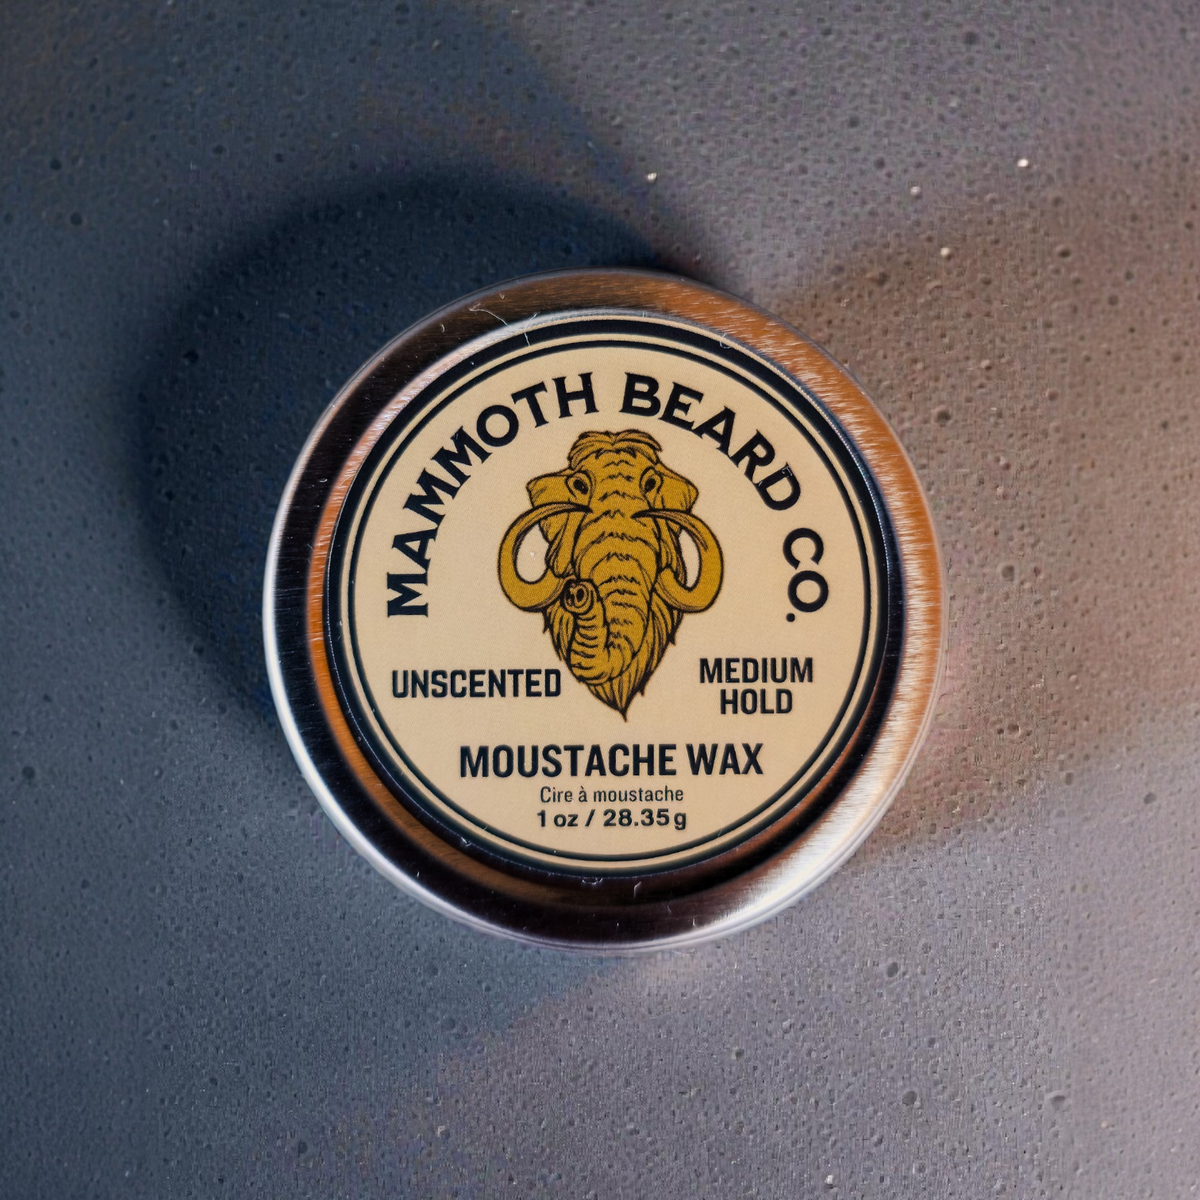 MAMMOTH BEARD CO.
UNSCENTED
MEDIUM
HOLD
MOUSTACHE WAX
Cire à moustache
1 oz / 28.35g